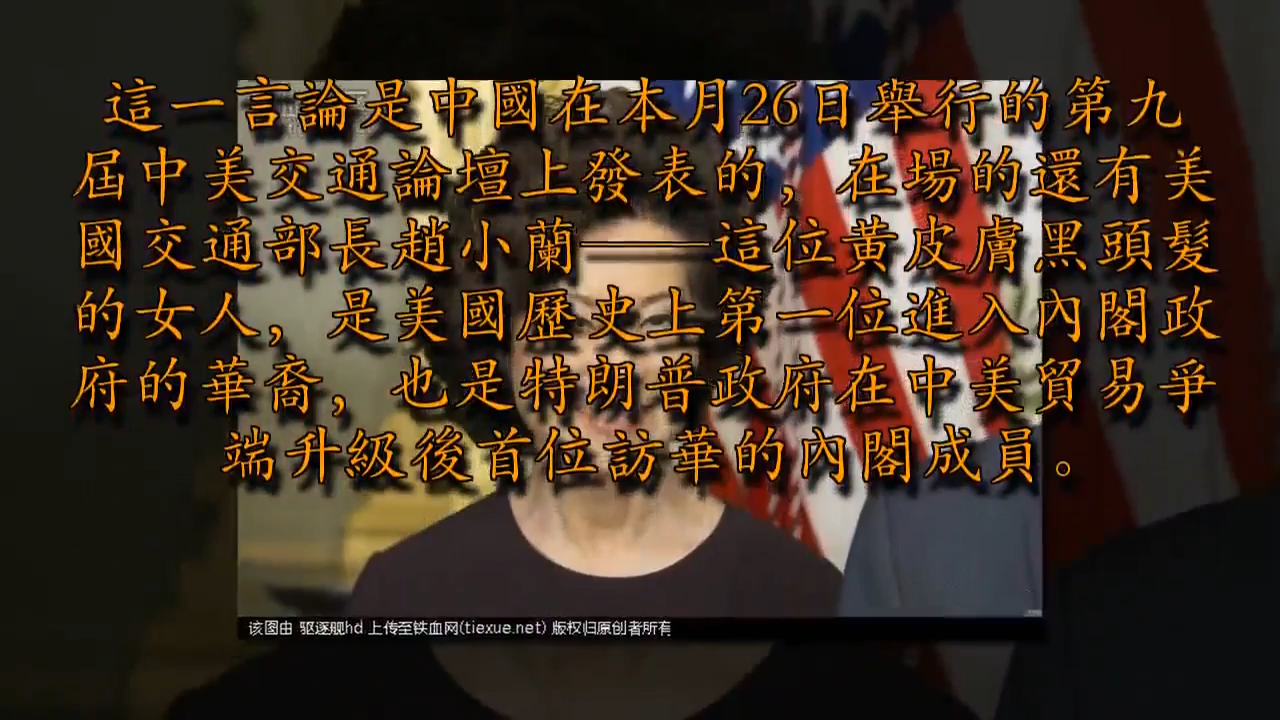 這一言論是中國在本月26日舉行的第九
屆中美交通論壇上發表的，在場的還有美
國交通部長趙小蘭——這位黃皮膚黑頭髮
的女人，是美國歷史上第一位進入內閣政
府的華裔，也是特朗普政府在中美貿易爭
端升級後首位訪華的內閣成員。
该图由 驱逐舰hd 上传至铁血网(tiexue.net) 版权归原创者所有